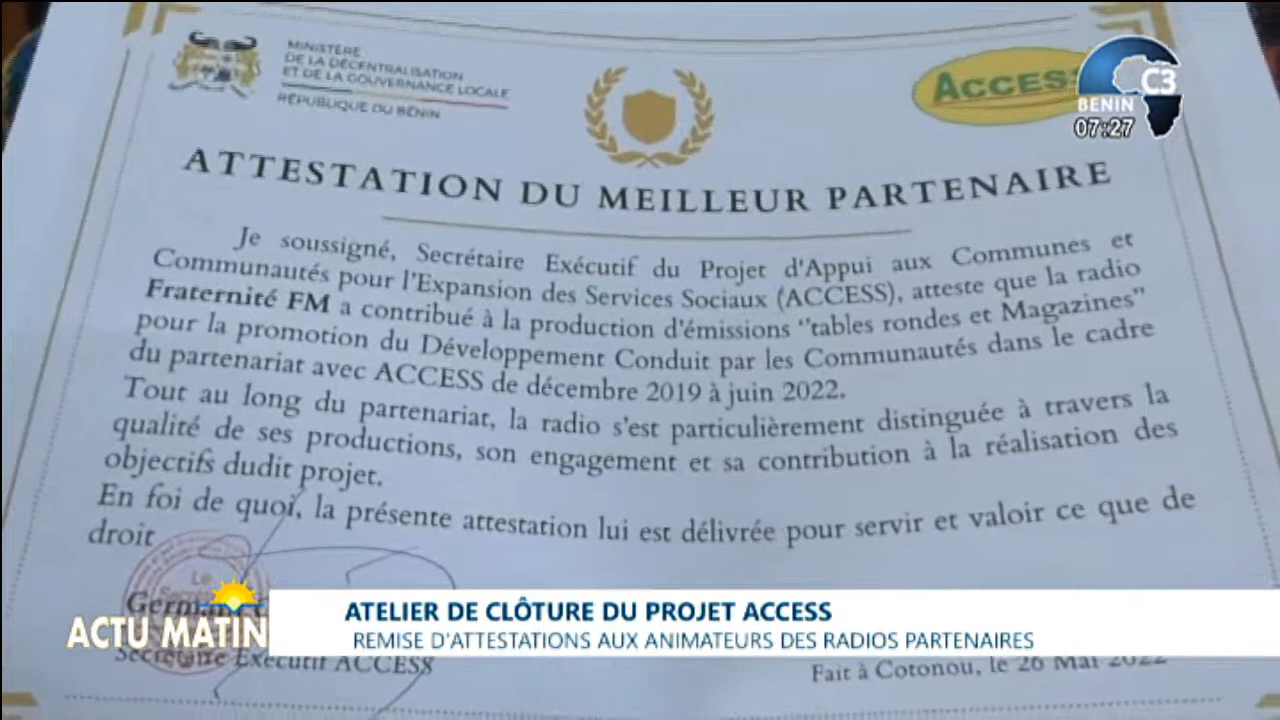 MINISTÈRE
DE LA DÉCENTRALISATION
ET DE LA GOUVERNANCE LOCALE
RÉPUBLIQUE DU BÉNIN
ACCESS
C3
BENIN
07:27
ATTESTATION DU MEILLEUR PARTENAIRE
Je soussigné, Secrétaire Exécutif du Projet d'Appui aux Communes et
Communautés pour l'Expansion des Services Sociaux (ACCESS), atteste que la radio
Fraternité FM a contribué à la production d'émissions ‘'tables rondes et Magazines’'
pour la promotion du Développement Conduit par les Communautés dans le cadre
du partenariat avec ACCESS de décembre 2019 à juin 2022.
Tout au long du partenariat, la radio s'est particulièrement distinguée à travers la
qualité de ses productions, son engagement et sa contribution à la réalisation des
objectifs dudit projet.
En foi de quoi, la présente attestation lui est délivrée pour servir et valoir ce que de
droit
Le
ACTU MATIN
ATELIER DE CLÔTURE DU PROJET ACCESS
REMISE D'ATTESTATIONS AUX ANIMATEURS DES RADIOS PARTENAIRES
Secrétaire Exécutif ACCESS
Fait à Cotonou, le 26 Mai 2022